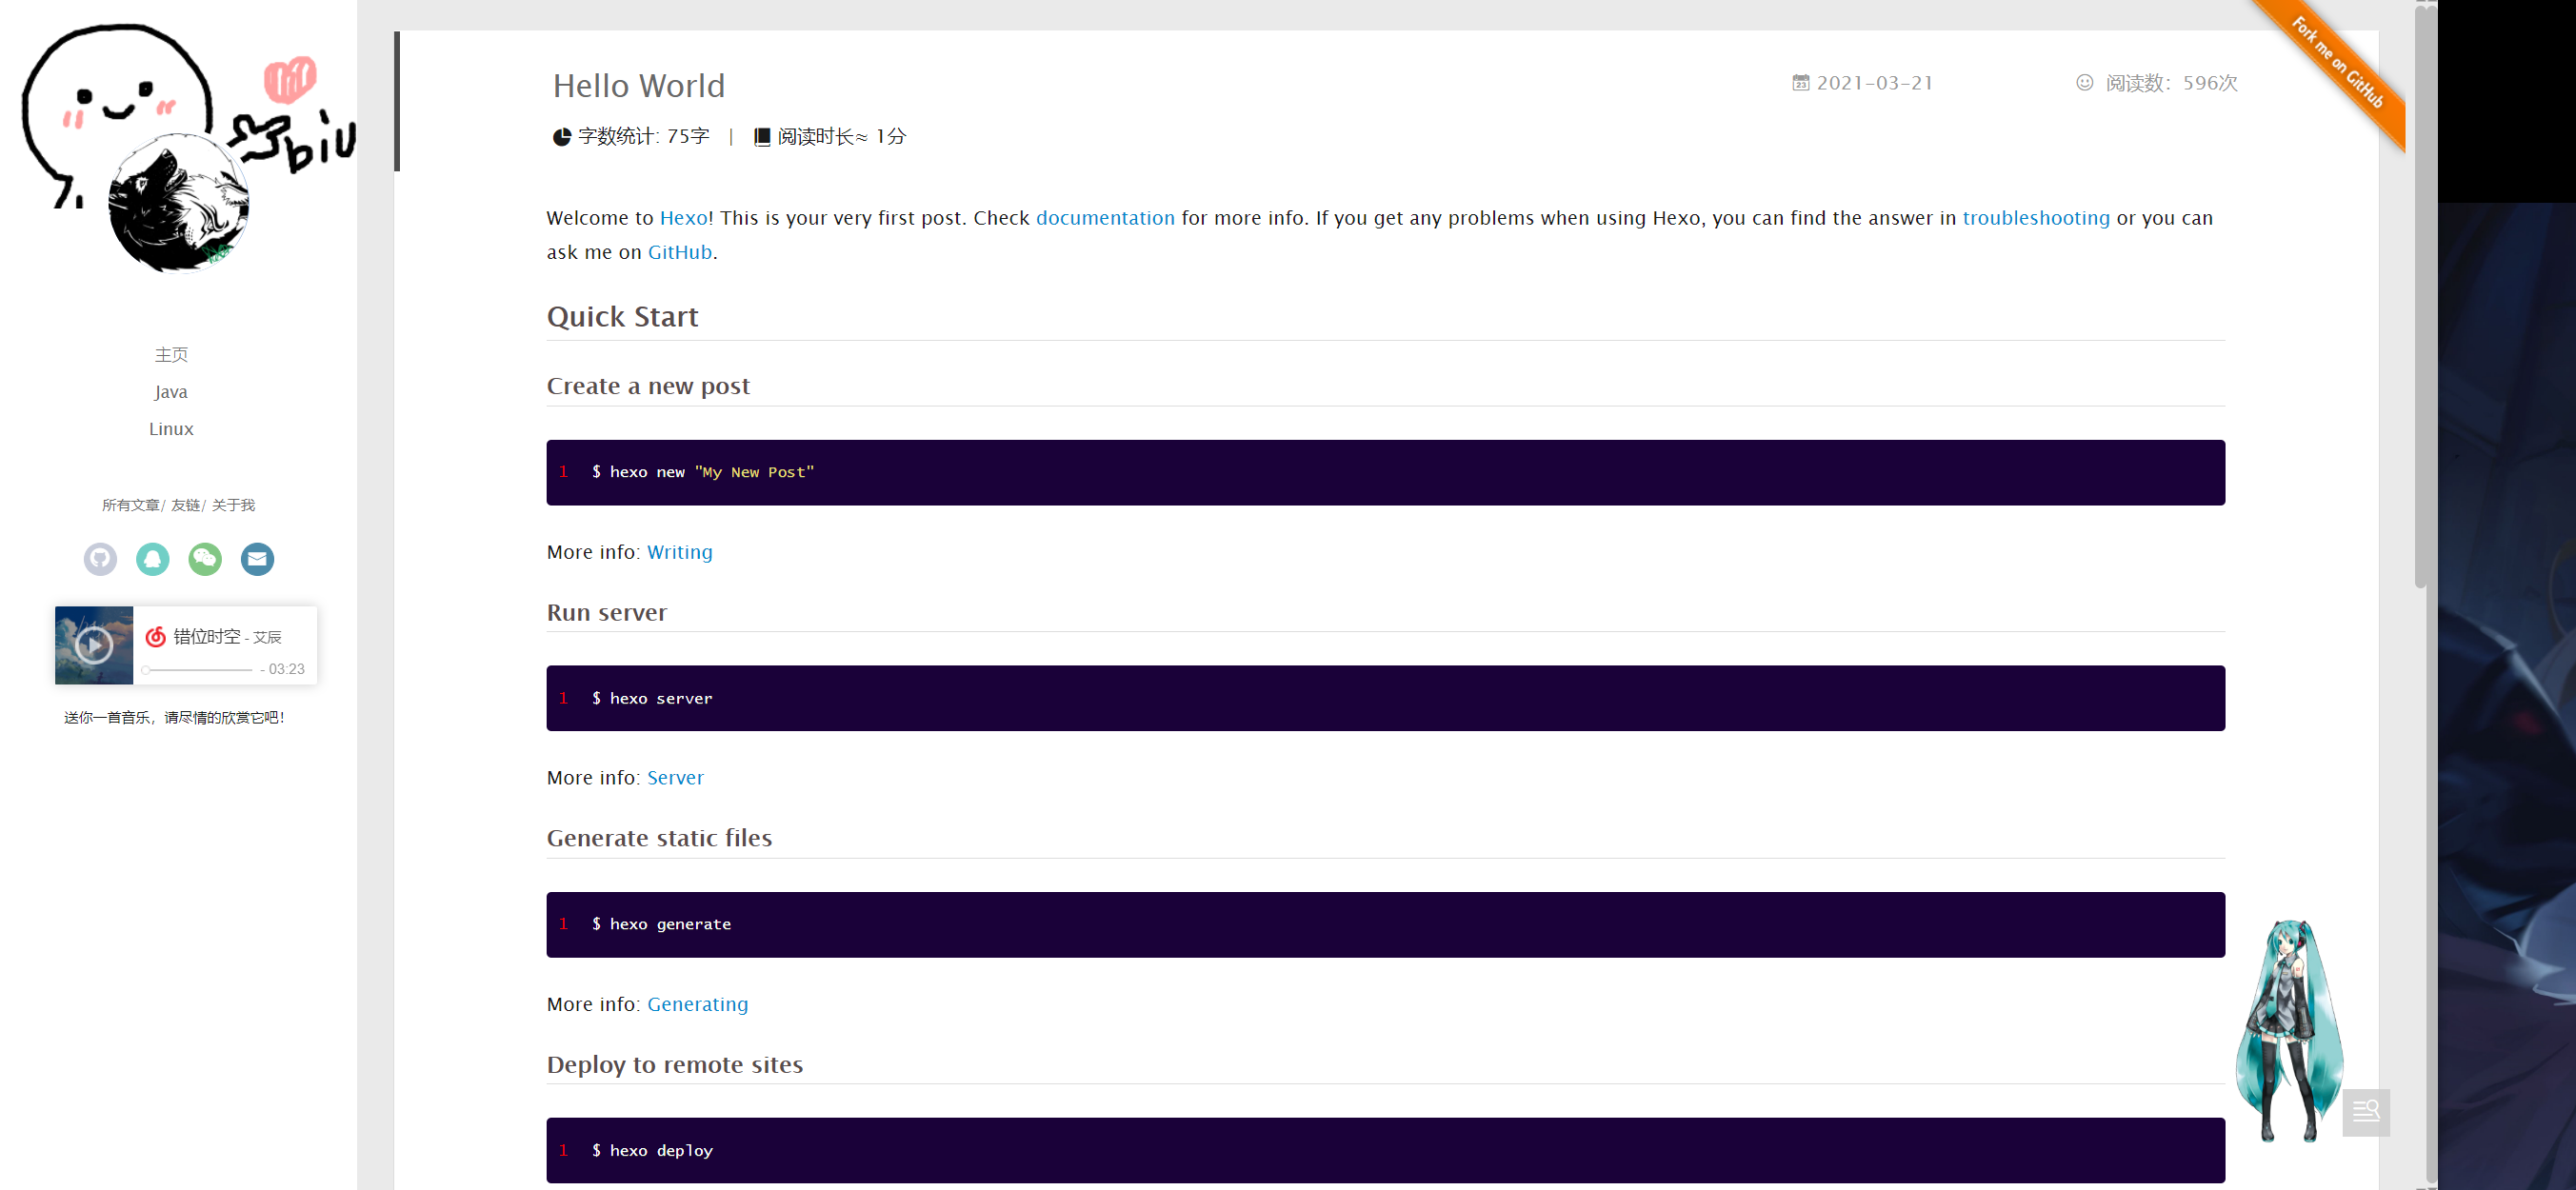 biu
主页
Java
Linux
所有文章/ 友链/ 关于我
错位时空 - 艾辰
- 03:23
送你一首音乐，请尽情的欣赏它吧！
Hello World
2021-03-21
阅读数：596次
Fork me on GitHub
字数统计: 75字 | 阅读时长≈ 1分
Welcome to Hexo! This is your very first post. Check documentation for more info. If you get any problems when using Hexo, you can find the answer in troubleshooting or you can
ask me on GitHub.
Quick Start
Create a new post
1 $ hexo new "My New Post"
More info: Writing
Run server
1 $ hexo server
More info: Server
Generate static files
1 $ hexo generate
More info: Generating
Deploy to remote sites
1 $ hexo deploy